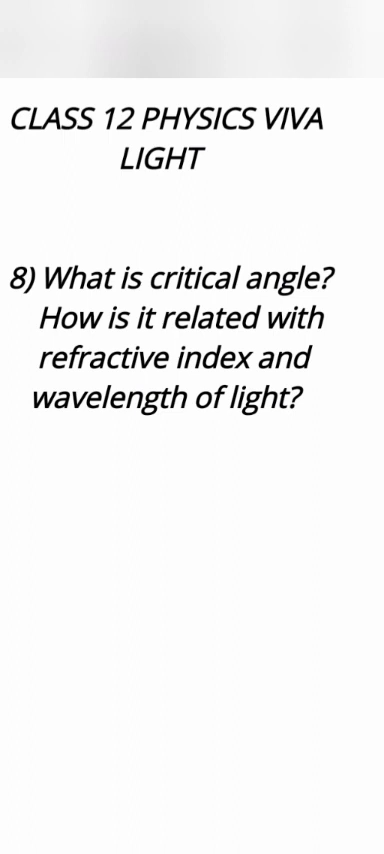 CLASS 12 PHYSICS VIVA
LIGHT
8) What is critical angle?
How is it related with
refractive index and
wavelength of light?